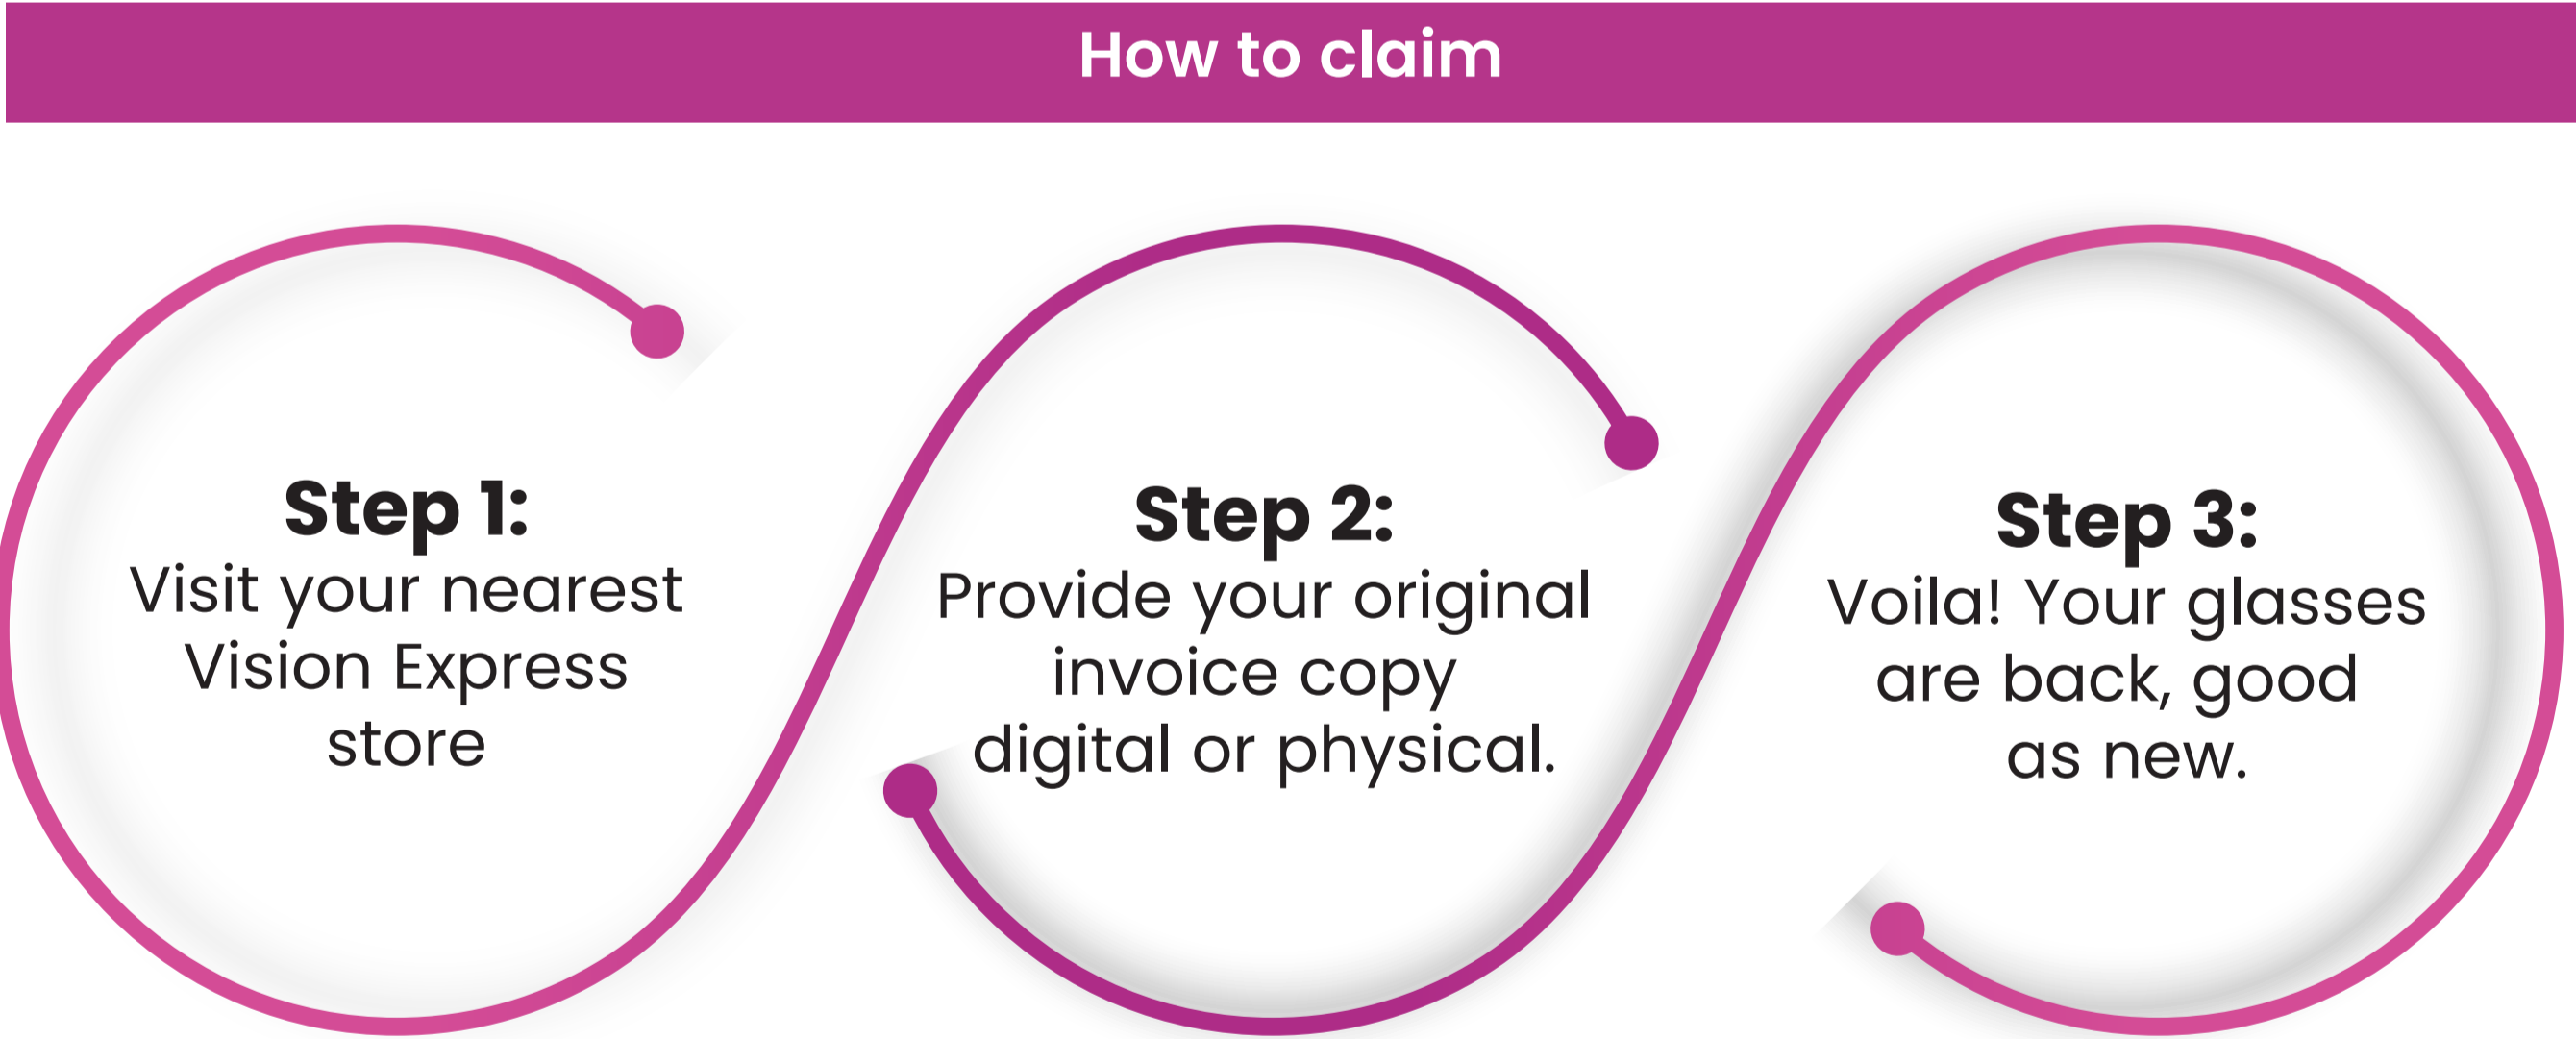 How to claim
Step 1:
Visit your nearest
Vision Express
store
Step 2:
Provide your original
invoice copy
digital or physical.
Step 3:
Voila! Your glasses
are back, good
as new.